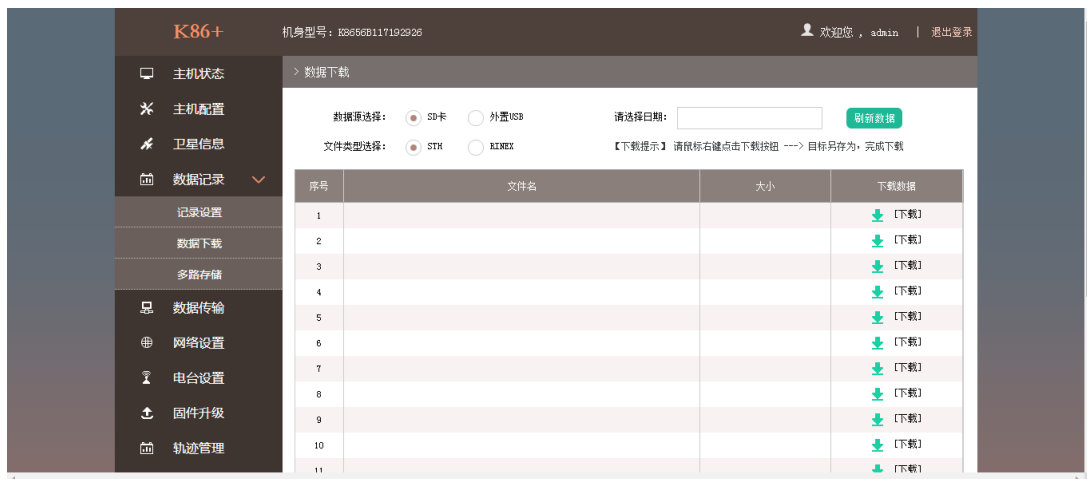 K86+
机身型号：K8656B117192926
欢迎您，admin | 退出登录
主机状态
主机配置
卫星信息
数据记录
记录设置
数据下载
多路存储
数据传输
网络设置
电台设置
固件升级
轨迹管理
> 数据下载
数据源选择： SD卡 外置USB 请选择日期： 刷新数据
文件类型选择： STH RINEX 【下载提示】 请鼠标右键点击下载按钮 ---> 目标另存为，完成下载
序号 文件名 大小 下载数据
1 [下载]
2 [下载]
3 [下载]
4 [下载]
5 [下载]
6 [下载]
7 [下载]
8 [下载]
9 [下载]
10 [下载]
11 [下载]